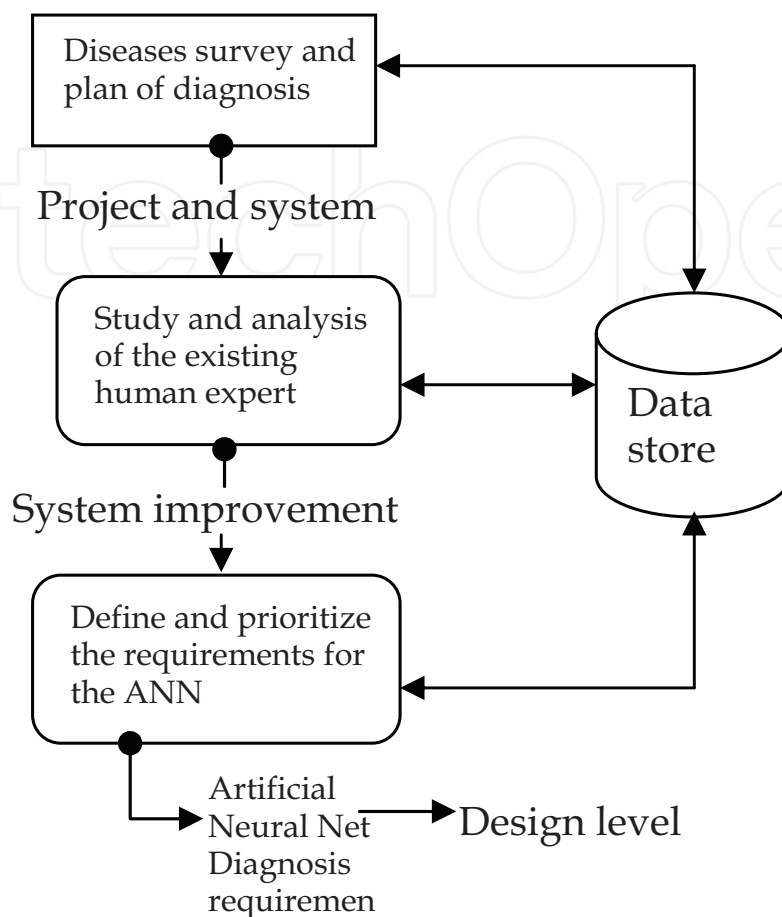 Diseases survey and
plan of diagnosis
Project and system
Study and analysis
of the existing
human expert
Data
store
System improvement
Define and prioritize
the requirements for
the ANN
Artificial
Neural Net
Diagnosis
requiremen
Design level
techOpe